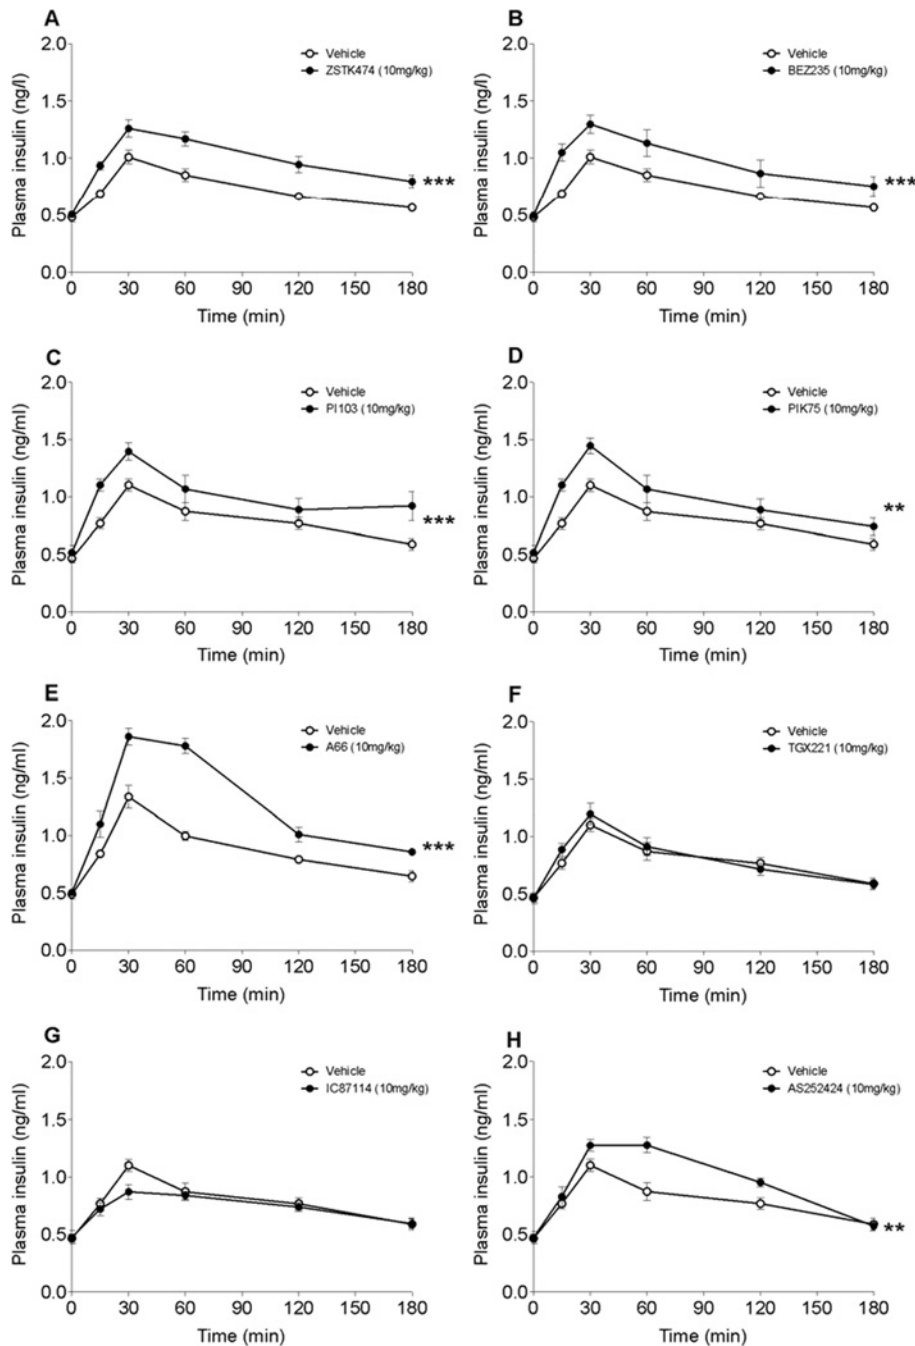 A
Vehicle
ZSTK474 (10mg/kg)
Plasma insulin (ng/l)
2.0
1.5
1.0
0.5
0.0
***
0 30 60 90 120 150 180
Time (min)
B
Vehicle
BEZ235 (10mg/kg)
Plasma insulin (ng/l)
2.0
1.5
1.0
0.5
0.0
***
0 30 60 90 120 150 180
Time (min)
C
Vehicle
PI103 (10mg/kg)
Plasma insulin (ng/ml)
2.0
1.5
1.0
0.5
0.0
***
0 30 60 90 120 150 180
Time (min)
D
Vehicle
PIK75 (10mg/kg)
Plasma insulin (ng/ml)
2.0
1.5
1.0
0.5
0.0
**
0 30 60 90 120 150 180
Time (min)
E
Vehicle
A66 (10mg/kg)
Plasma insulin (ng/ml)
2.0
1.5
1.0
0.5
0.0
***
0 30 60 90 120 150 180
Time (min)
F
Vehicle
TGX221 (10mg/kg)
Plasma insulin (ng/ml)
2.0
1.5
1.0
0.5
0.0
0 30 60 90 120 150 180
Time (min)
G
Vehicle
IC87114 (10mg/kg)
Plasma insulin (ng/ml)
2.0
1.5
1.0
0.5
0.0
0 30 60 90 120 150 180
Time (min)
H
Vehicle
AS252424 (10mg/kg)
Plasma insulin (ng/ml)
2.0
1.5
1.0
0.5
0.0
**
0 30 60 90 120 150 180
Time (min)